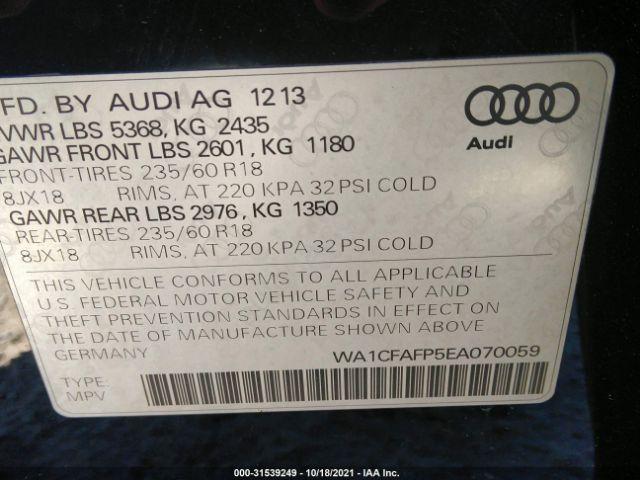 FD. BY AUDI AG 12 13
VWR LBS 5368, KG 2435
GAWR FRONT LBS 2601, KG 1180
FRONT-TIRES 235/60 R18
8JX18 RIMS, AT 220 KPA 32 PSI COLD
GAWR REAR LBS 2976, KG 1350
REAR-TIRES 235/60 R18
8JX18 RIMS, AT 220 KPA 32 PSI COLD
Audi
THIS VEHICLE CONFORMS TO ALL APPLICABLE
U.S. FEDERAL MOTOR VEHICLE SAFETY AND
THEFT PREVENTION STANDARDS IN EFFECT ON
THE DATE OF MANUFACTURE SHOWN ABOVE
GERMANY WA1CFAFP5EA070059
TYPE:
MPV
000-31539249 - 10/18/2021 - IAA Inc.